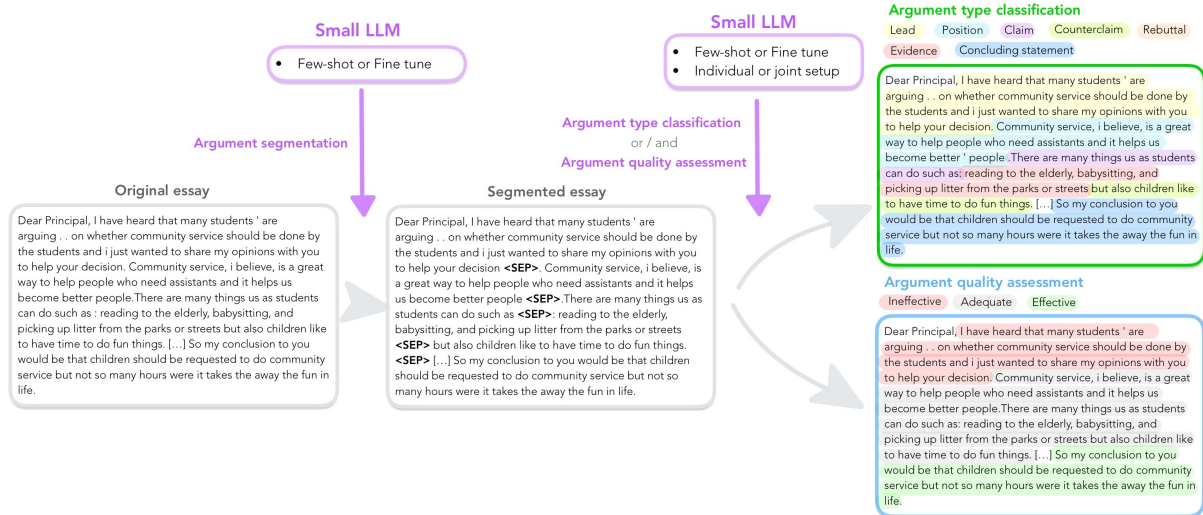 Small LLM
• Few-shot or Fine tune
Argument segmentation
Small LLM
• Few-shot or Fine tune
• Individual or joint setup
Argument type classification
or / and
Argument quality assessment
Original essay
Dear Principal, I have heard that many students ' are
arguing . . on whether community service should be done by
the students and i just wanted to share my opinions with you
to help your decision. Community service, i believe, is a great
way to help people who need assistants and it helps us
become better people.There are many things us as students
can do such as : reading to the elderly, babysitting, and
picking up litter from the parks or streets but also children like
to have time to do fun things. […] So my conclusion to you
would be that children should be requested to do community
service but not so many hours were it takes the away the fun in
life.
Segmented essay
Dear Principal, I have heard that many students ' are
arguing . . on whether community service should be done by
the students and i just wanted to share my opinions with you
to help your decision <SEP>. Community service, i believe, is
a great way to help people who need assistants and it helps
us become better people <SEP>.There are many things us as
students can do such as <SEP>: reading to the elderly,
babysitting, and picking up litter from the parks or streets
<SEP> but also children like to have time to do fun things.
<SEP> […] So my conclusion to you would be that children
should be requested to do community service but not so
many hours were it takes the away the fun in life.
Argument type classification
Lead Position Claim Counterclaim Rebuttal
Evidence Concluding statement
Dear Principal, I have heard that many students ' are
arguing . . on whether community service should be done by
the students and i just wanted to share my opinions with you
to help your decision. Community service, i believe, is a great
way to help people who need assistants and it helps us
become better ' people .There are many things us as students
can do such as: reading to the elderly, babysitting, and
picking up litter from the parks or streets but also children like
to have time to do fun things. […] So my conclusion to you
would be that children should be requested to do community
service but not so many hours were it takes the away the fun in
life.
Argument quality assessment
Ineffective Adequate Effective
Dear Principal, I have heard that many students ' are
arguing . . on whether community service should be done by
the students and i just wanted to share my opinions with you
to help your decision. Community service, i believe, is a great
way to help people who need assistants and it helps us
become better people.There are many things us as students
can do such as: reading to the elderly, babysitting, and
picking up litter from the parks or streets but also children like
to have time to do fun things. […] So my conclusion to you
would be that children should be requested to do community
service but not so many hours were it takes the away the fun in
life.